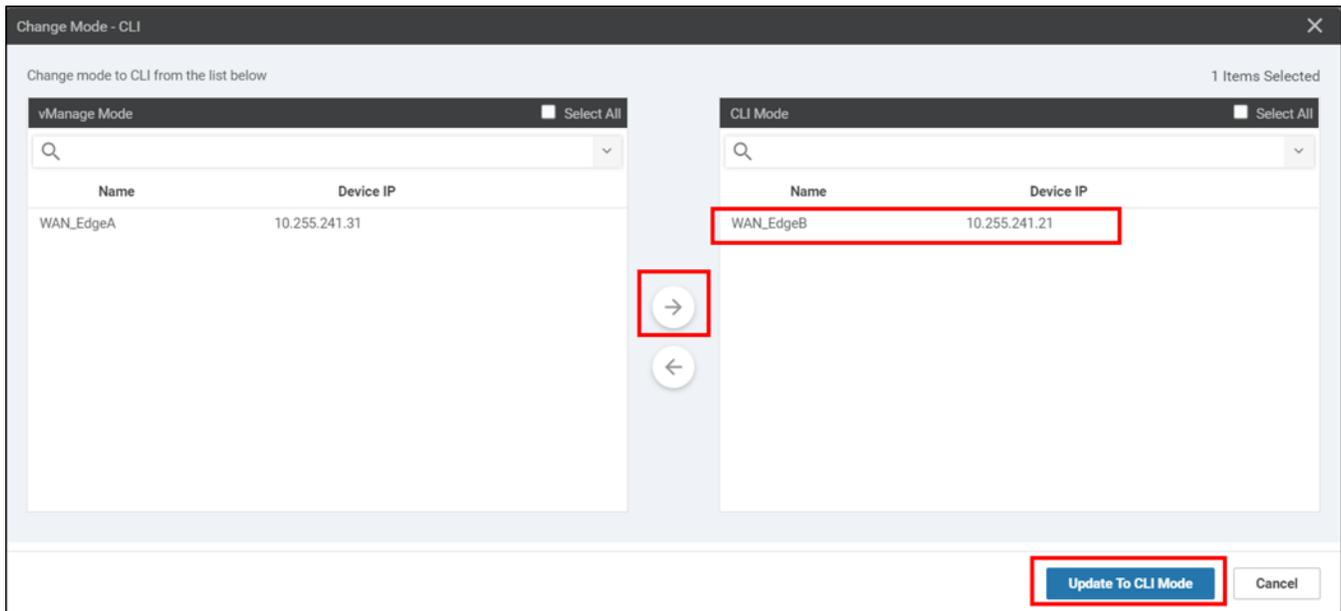 Change Mode - CLI
Change mode to CLI from the list below
1 Items Selected
vManage Mode
Select All
Name Device IP
WAN_EdgeA 10.255.241.31
CLI Mode
Select All
Name Device IP
WAN_EdgeB 10.255.241.21
Update To CLI Mode
Cancel